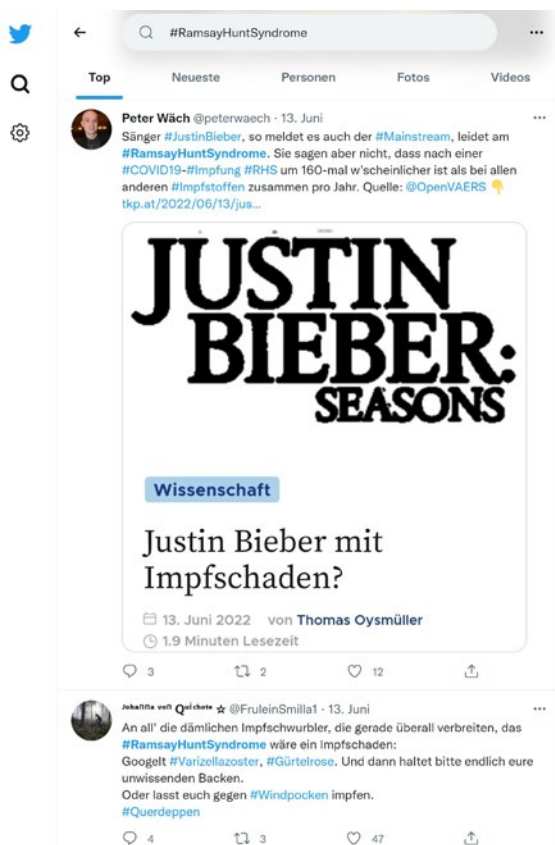 #RamsayHuntSyndrome
Top Neueste Personen Fotos Videos
Peter Wäch @peterwaech · 13. Juni
Sänger #JustinBieber, so meldet es auch der #Mainstream, leidet am
#RamsayHuntSyndrome. Sie sagen aber nicht, dass nach einer
#COVID19-#Impfung #RHS um 160-mal w'scheinlicher ist als bei allen
anderen #Impfstoffen zusammen pro Jahr. Quelle: @OpenVAERS 👇
tkp.at/2022/06/13/jus...
JUSTIN
BIEBER:
SEASONS
Wissenschaft
Justin Bieber mit
Impfschaden?
13. Juni 2022 von Thomas Oysmüller
1.9 Minuten Lesezeit
3 2 12
Johanna von Quichote ☆ @FruleinSmilla1 · 13. Juni
An all' die dämlichen Impfschwurbler, die gerade überall verbreiten, das
#RamsayHuntSyndrome wäre ein Impfschaden:
Googelt #Varizellazoster, #Gürtelrose. Und dann haltet bitte endlich eure
unwissenden Backen.
Oder lasst euch gegen #Windpocken impfen.
#Querdeppen
4 3 47